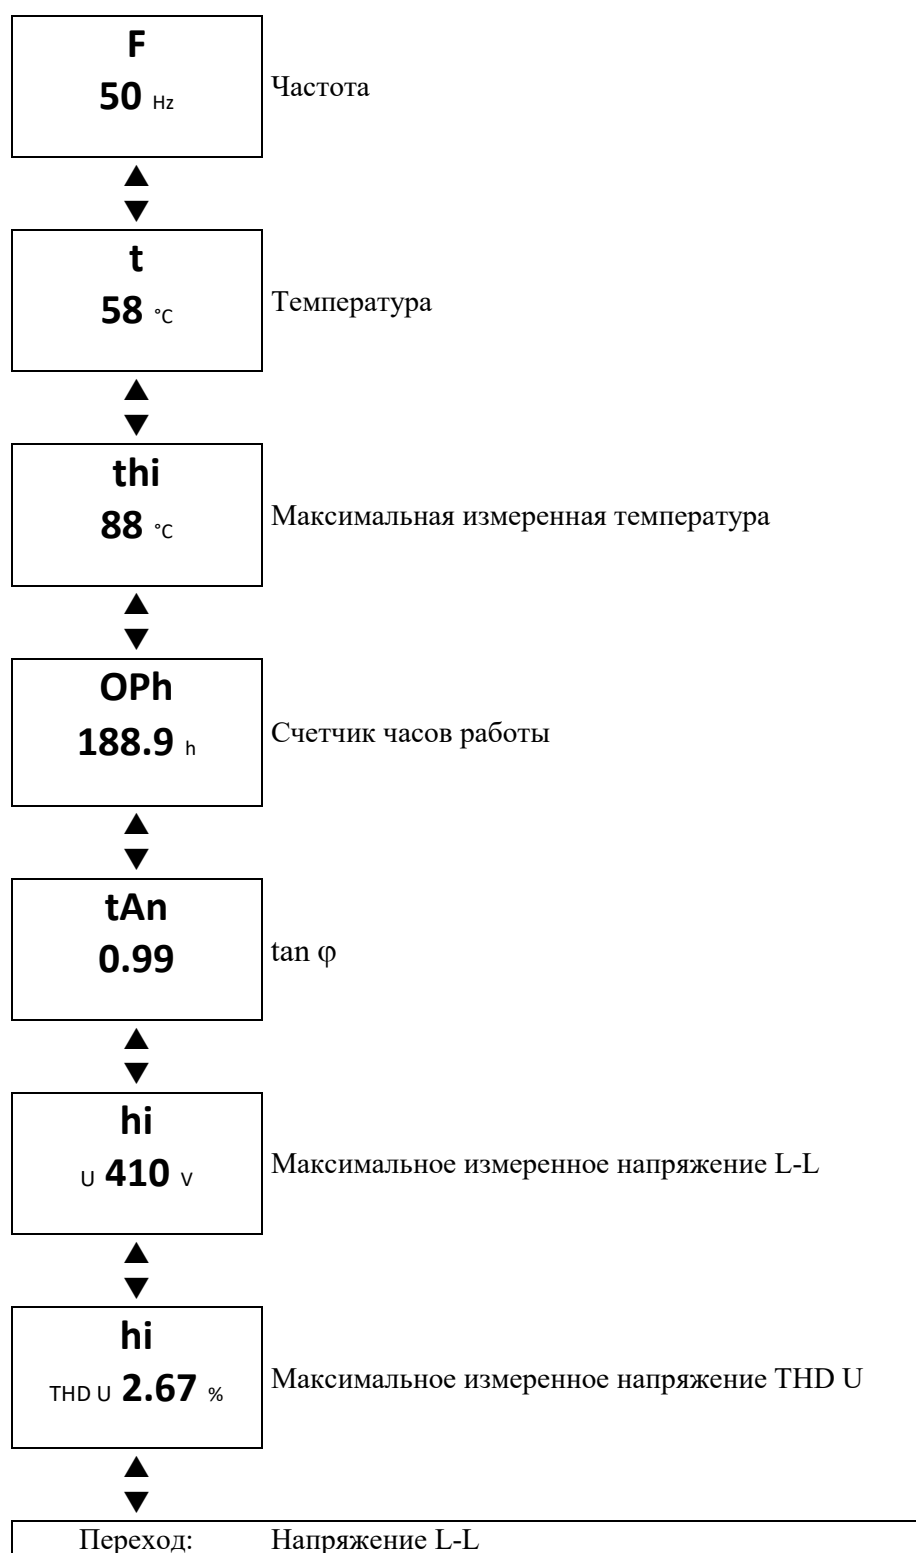 F
50 Hz
Частота
t
58 °C
Температура
thi
88 °C
Максимальная измеренная температура
OPh
188.9 h
Счетчик часов работы
tAn
0.99
tan φ
hi
U 410 V
Максимальное измеренное напряжение L-L
hi
THD U 2.67 %
Максимальное измеренное напряжение THD U
Переход: Напряжение L-L